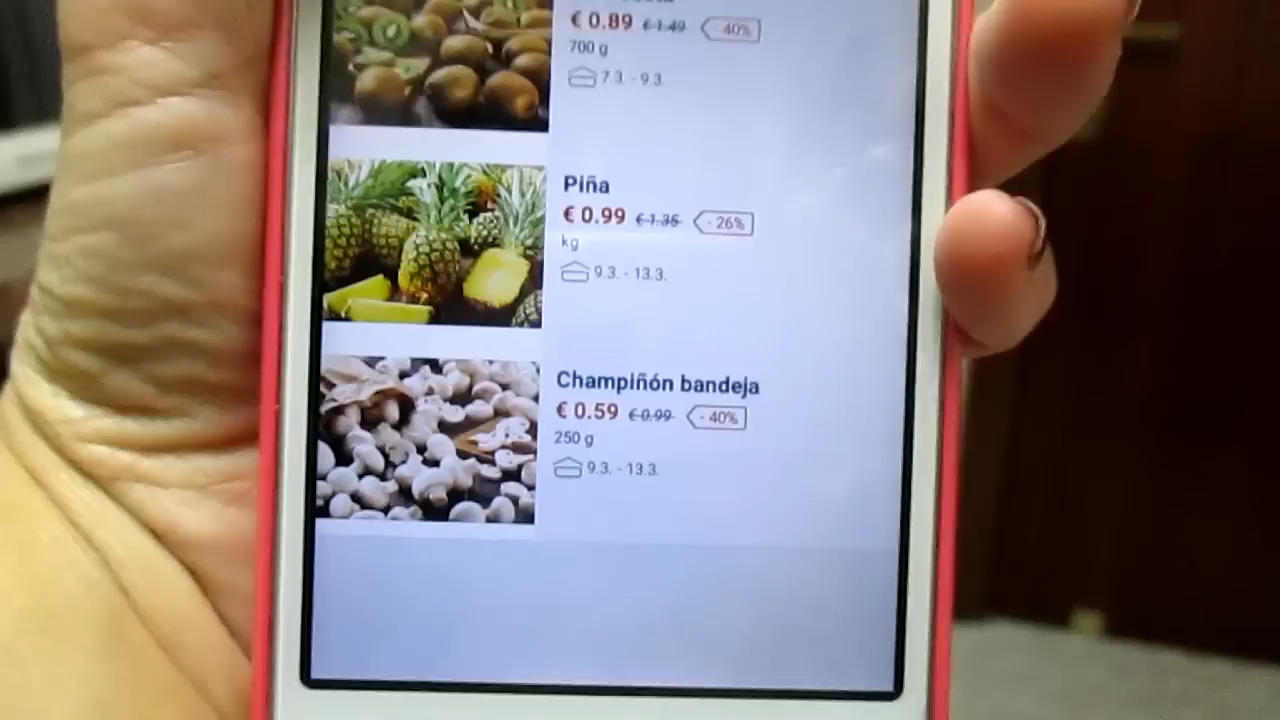 € 0.89 € 1.49 - 40%
700 g
7.3. - 9.3.
Piña
€ 0.99 € 1.35 - 26%
kg
9.3. - 13.3.
Champiñón bandeja
€ 0.59 € 0.99 - 40%
250 g
9.3. - 13.3.